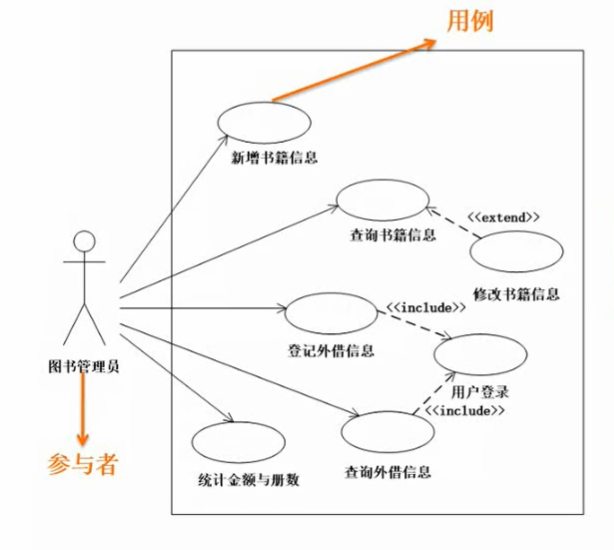 用例
新增书籍信息
查询书籍信息
<<extend>>
修改书籍信息
<<include>>
登记外借信息
图书管理员
用户登录
<<include>>
参与者
统计金额与册数
查询外借信息